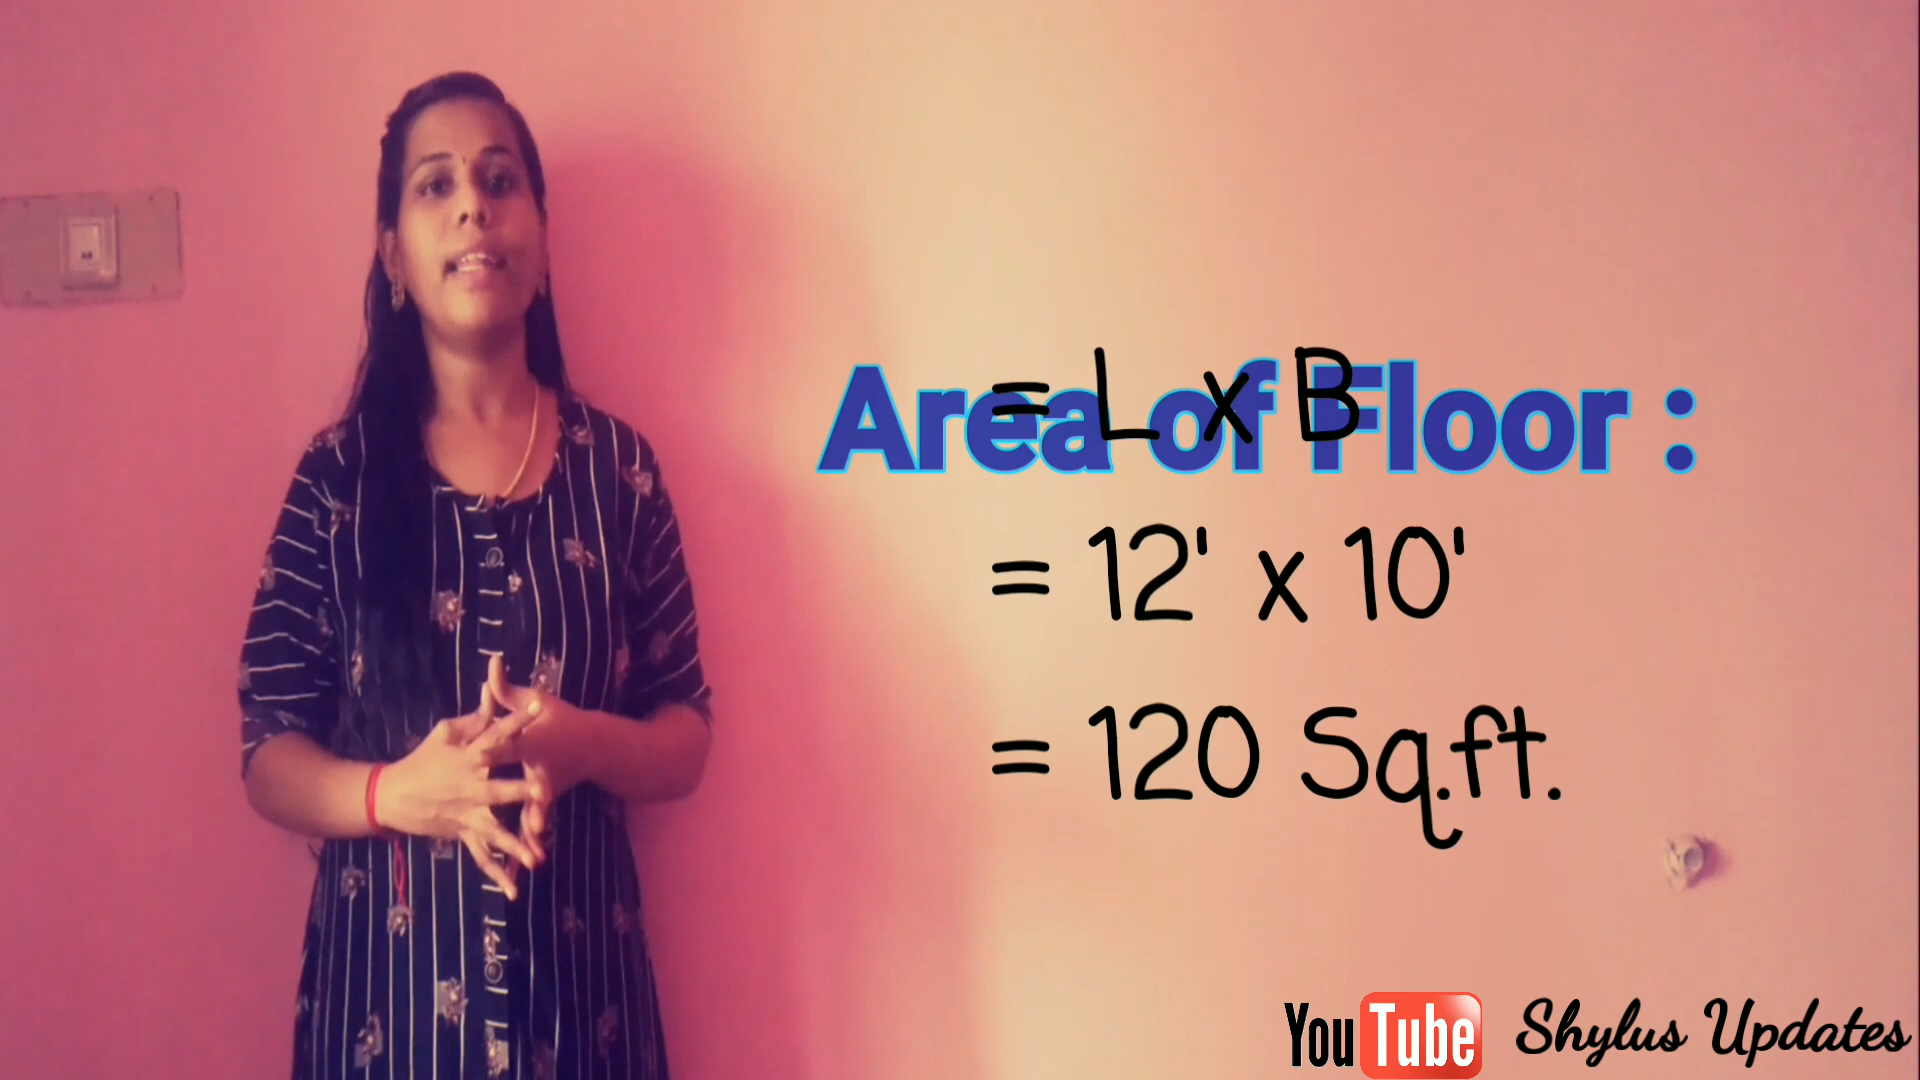 Area of Floor :
= L x B
= 12' x 10'
= 120 Sq.ft.
YouTube Shylus Updates